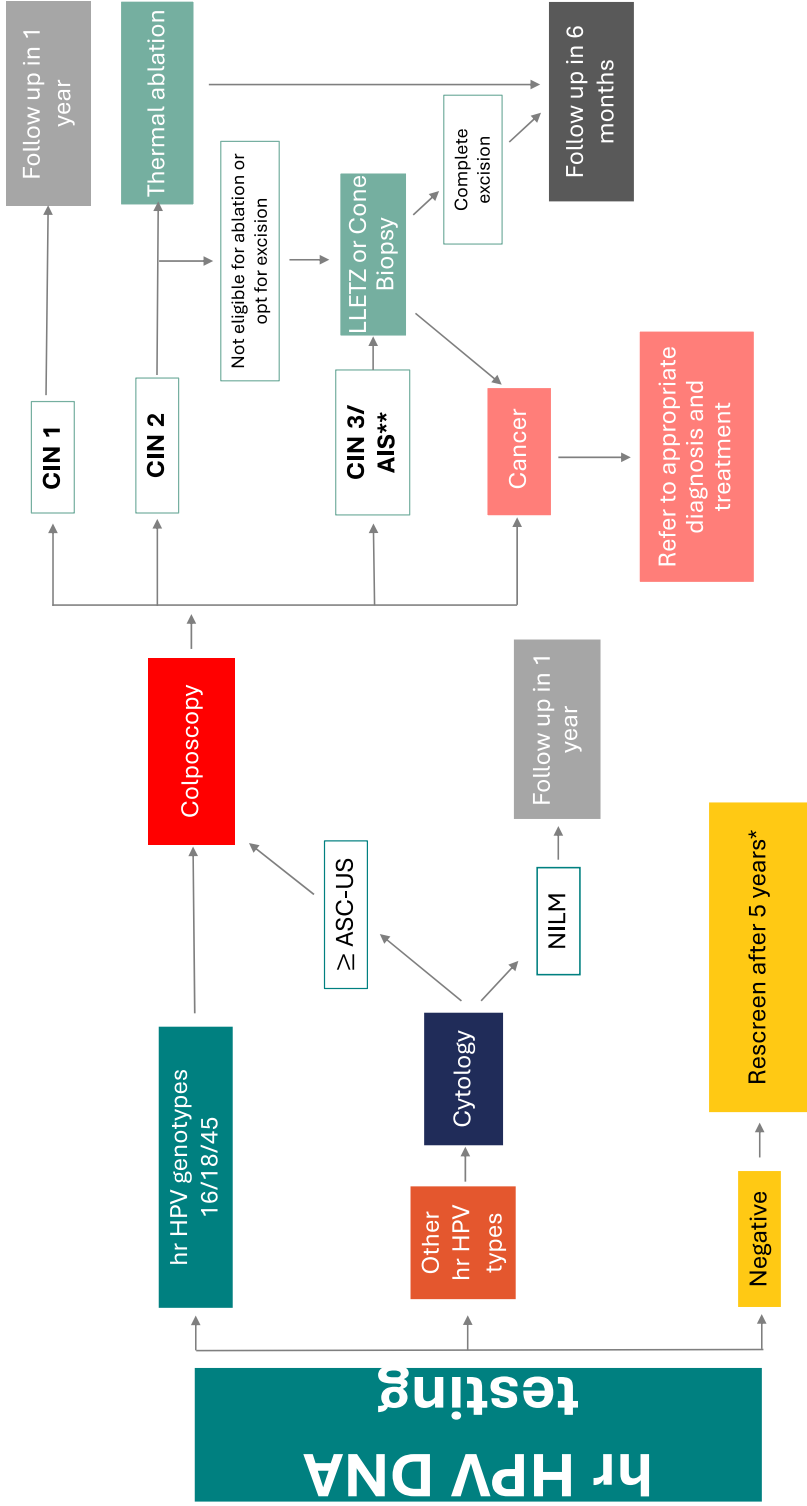 hr HPV DNA
testing
hr HPV genotypes
16/18/45
Other
hr HPV
types
Negative
Cytology
Rescreen after 5 years*
≥ ASC-US
NILM
Colposcopy
Follow up in 1
year
CIN 1
CIN 2
CIN 3/
AIS**
Cancer
Follow up in 1
year
Thermal ablation
Not eligible for ablation or
opt for excision
LLETZ or Cone
Biopsy
Complete
excision
Follow up in 6
months
Refer to appropriate
diagnosis and
treatment